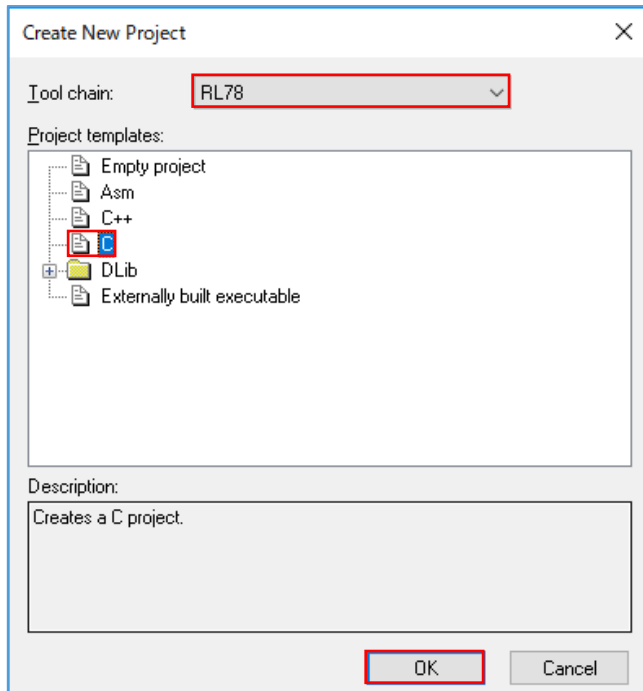 Create New Project
Tool chain: RL78
Project templates:
Empty project
Asm
C++
C
DLib
Externally built executable
Description:
Creates a C project.
OK Cancel